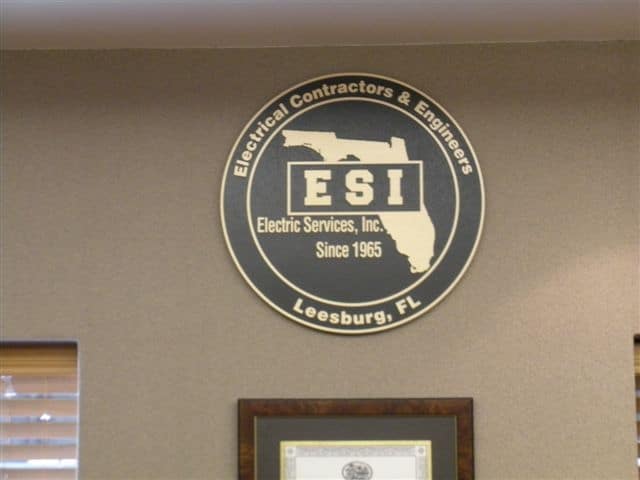 Electrical Contractors & Engineers
ESI
Electric Services, Inc.
Since 1965
Leesburg, FL